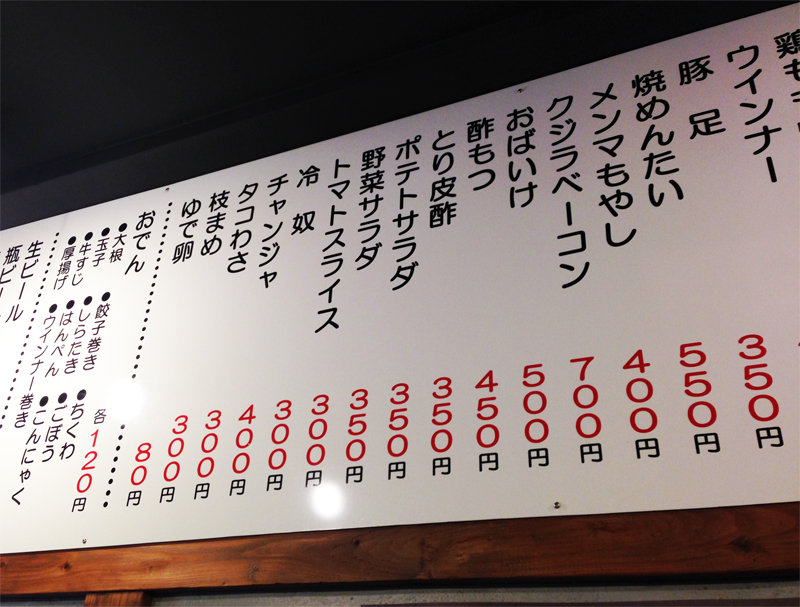 ウインナー
豚足 350円
焼めんたい 550円
メンマもやし 400円
クジラベーコン 700円
おばいけ 500円
酢もつ 450円
とり皮酢 350円
ポテトサラダ 350円
野菜サラダ 350円
トマトスライス 300円
冷奴 300円
チャンジャ 400円
タコわさ 300円
枝まめ 300円
ゆで卵 80円
おでん 各120円
●大根 ●餃子巻き ●ちくわ
●玉子 ●しらたき ●ごぼう
●牛すじ ●はんぺん ●こんにゃく
●厚揚げ ●ウインナー巻き
生ビール
瓶ビール